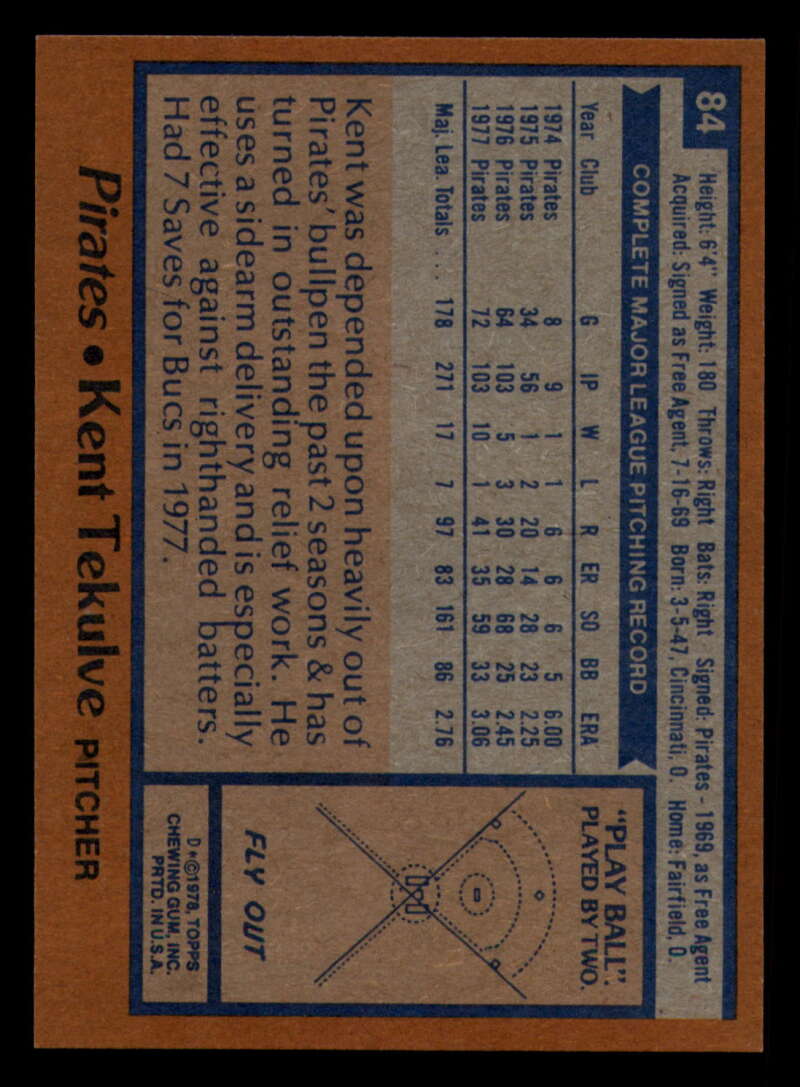 84
Height: 6'4" Weight: 180 Throws: Right Bats: Right Signed: Pirates - 1969, as Free Agent
Acquired: Signed as Free Agent, 7-16-69 Born: 3-5-47, Cincinnati, O. Home: Fairfield, O.
COMPLETE MAJOR LEAGUE PITCHING RECORD
Year Club G IP W L R ER SO BB ERA
1974 Pirates 8 9 1 1 6 6 6 5 6.00
1975 Pirates 34 56 1 2 20 14 28 23 2.25
1976 Pirates 64 103 5 3 30 28 68 25 2.45
1977 Pirates 72 103 10 1 41 35 59 33 3.06
Maj. Lea. Totals ... 178 271 17 7 97 83 161 86 2.76
Kent was depended upon heavily out of
Pirates' bullpen the past 2 seasons & has
turned in outstanding relief work. He
uses a sidearm delivery and is especially
effective against righthanded batters.
Had 7 Saves for Bucs in 1977.
"PLAY BALL".
PLAYED BY TWO.
FLY OUT
D*©1978, TOPPS
CHEWING GUM, INC.
PRTD. IN U.S.A.
Pirates • Kent Tekulve PITCHER